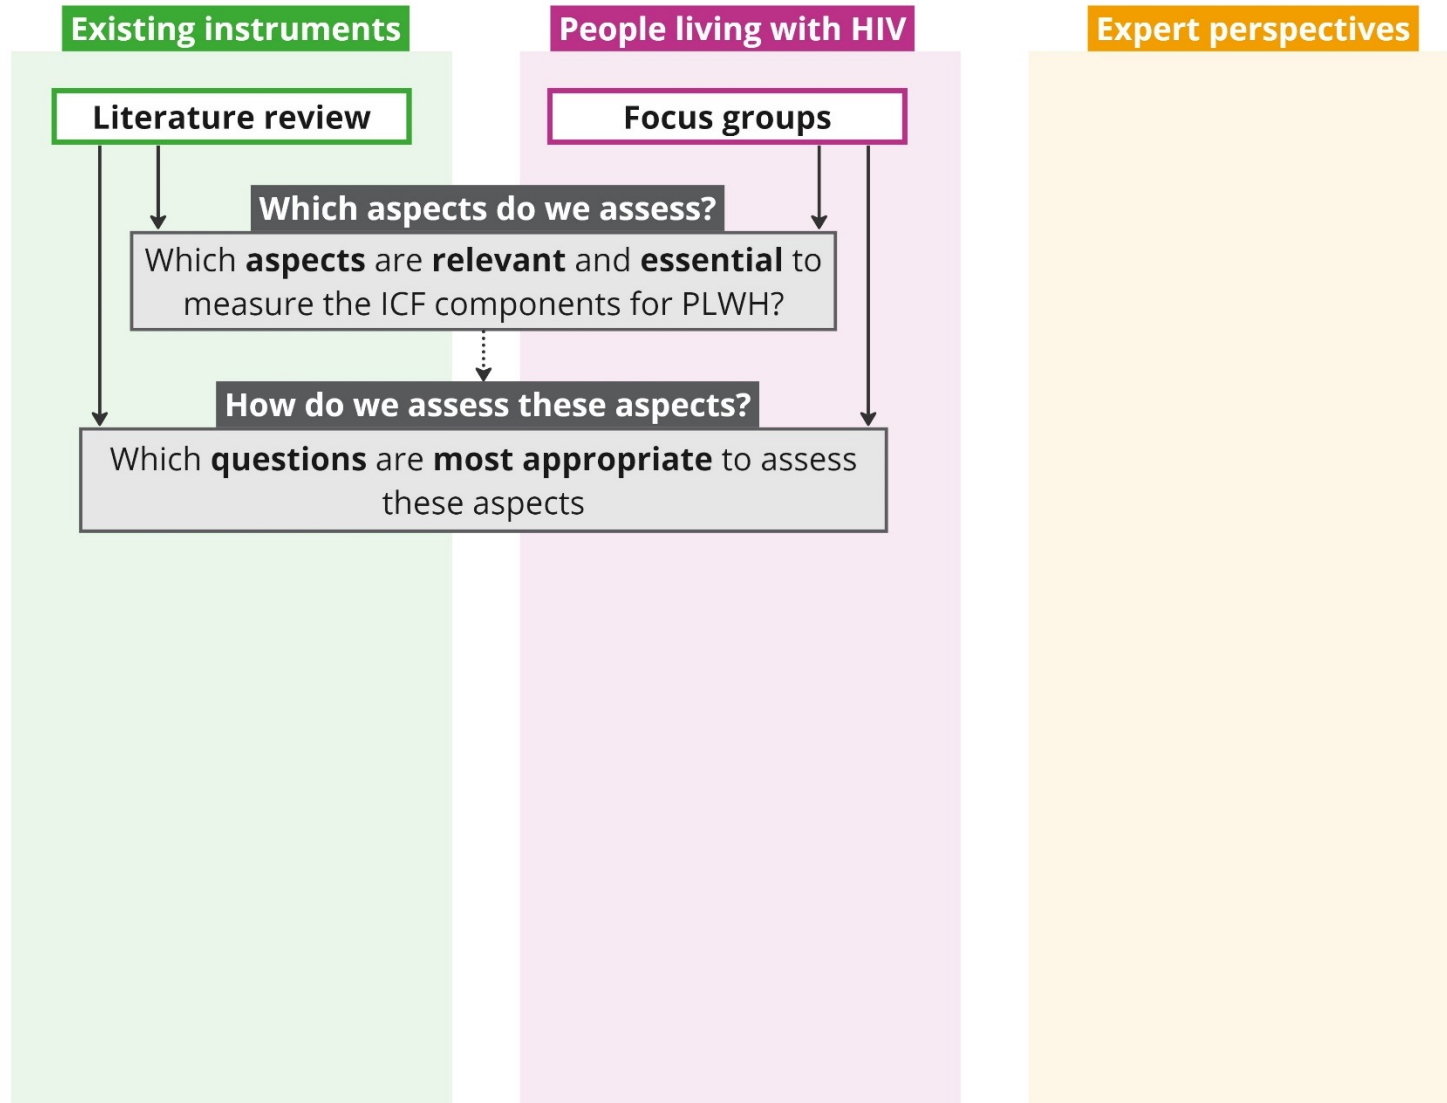 Existing instruments
People living with HIV
Expert perspectives
Literature review
Focus groups
Which aspects do we assess?
Which aspects are relevant and essential to
measure the ICF components for PLWH?
How do we assess these aspects?
Which questions are most appropriate to assess
these aspects